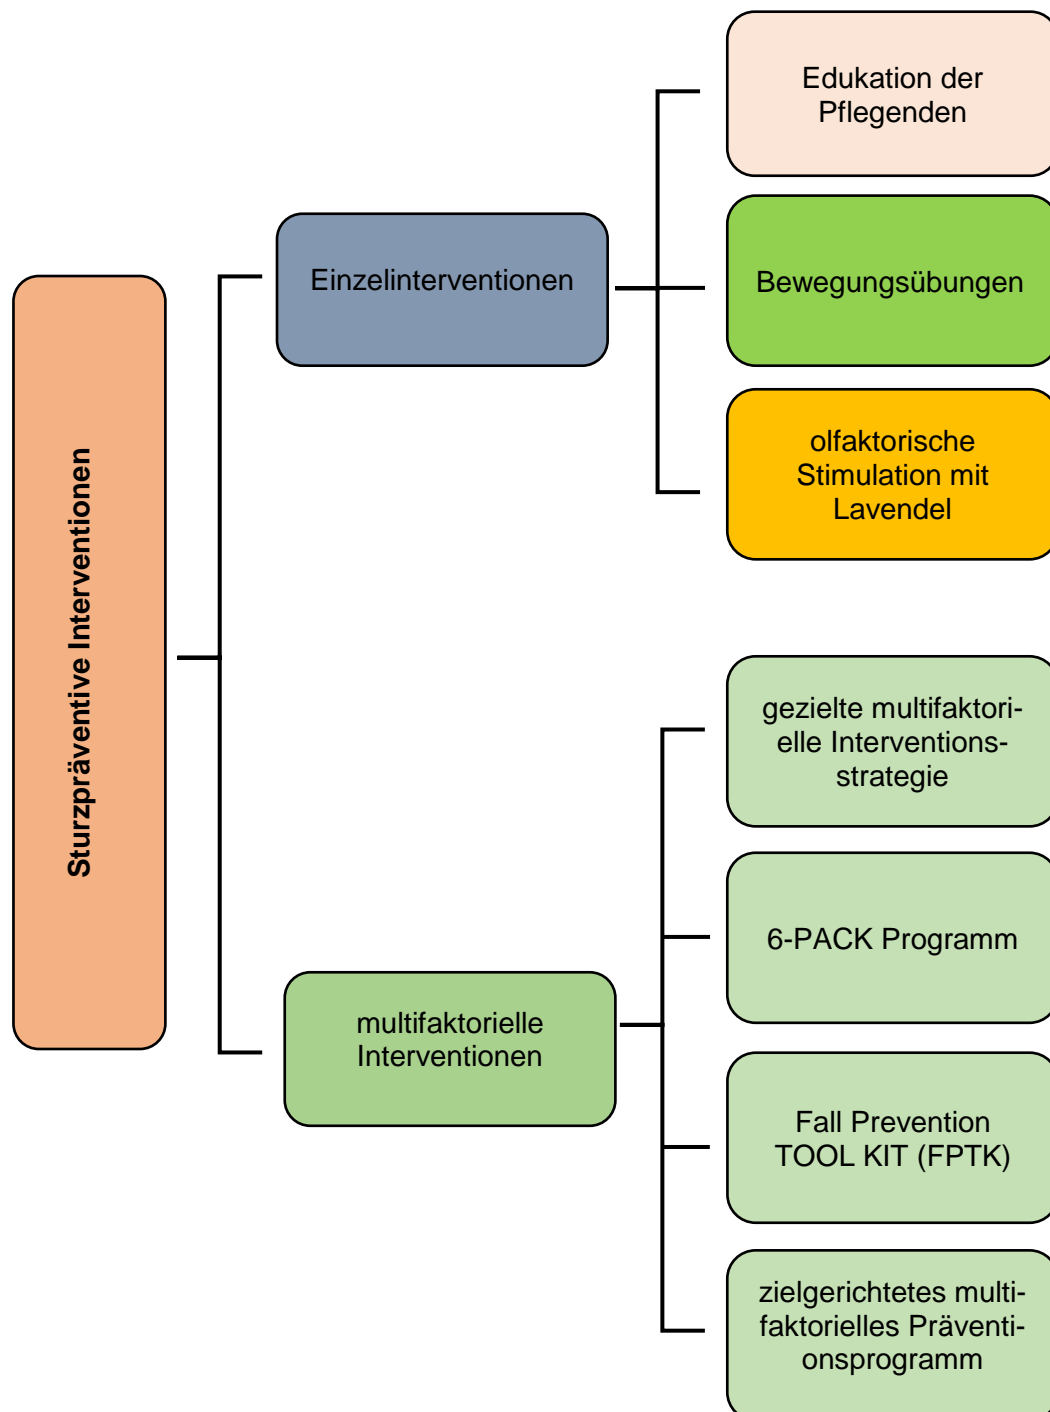 Sturzpräventive Interventionen
Einzelinterventionen
Edukation der
Pflegenden
Bewegungsübungen
olfaktorische
Stimulation mit
Lavendel
multifaktorielle
Interventionen
gezielte multifaktori-
elle Interventions-
strategie
6-PACK Programm
Fall Prevention
TOOL KIT (FPTK)
zielgerichtetes multi-
faktorielles Präventi-
onsprogramm